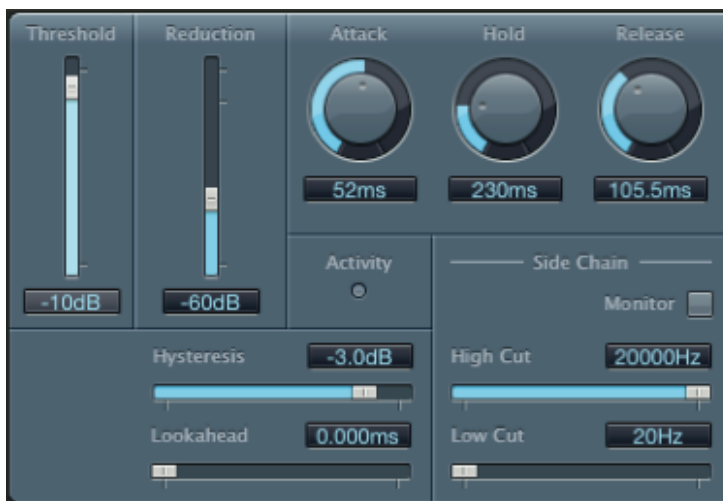 Threshold Reduction Attack Hold Release
52ms 230ms 105.5ms
Activity Side Chain
-10dB -60dB Monitor
Hysteresis -3.0dB High Cut 20000Hz
Lookahead 0.000ms Low Cut 20Hz